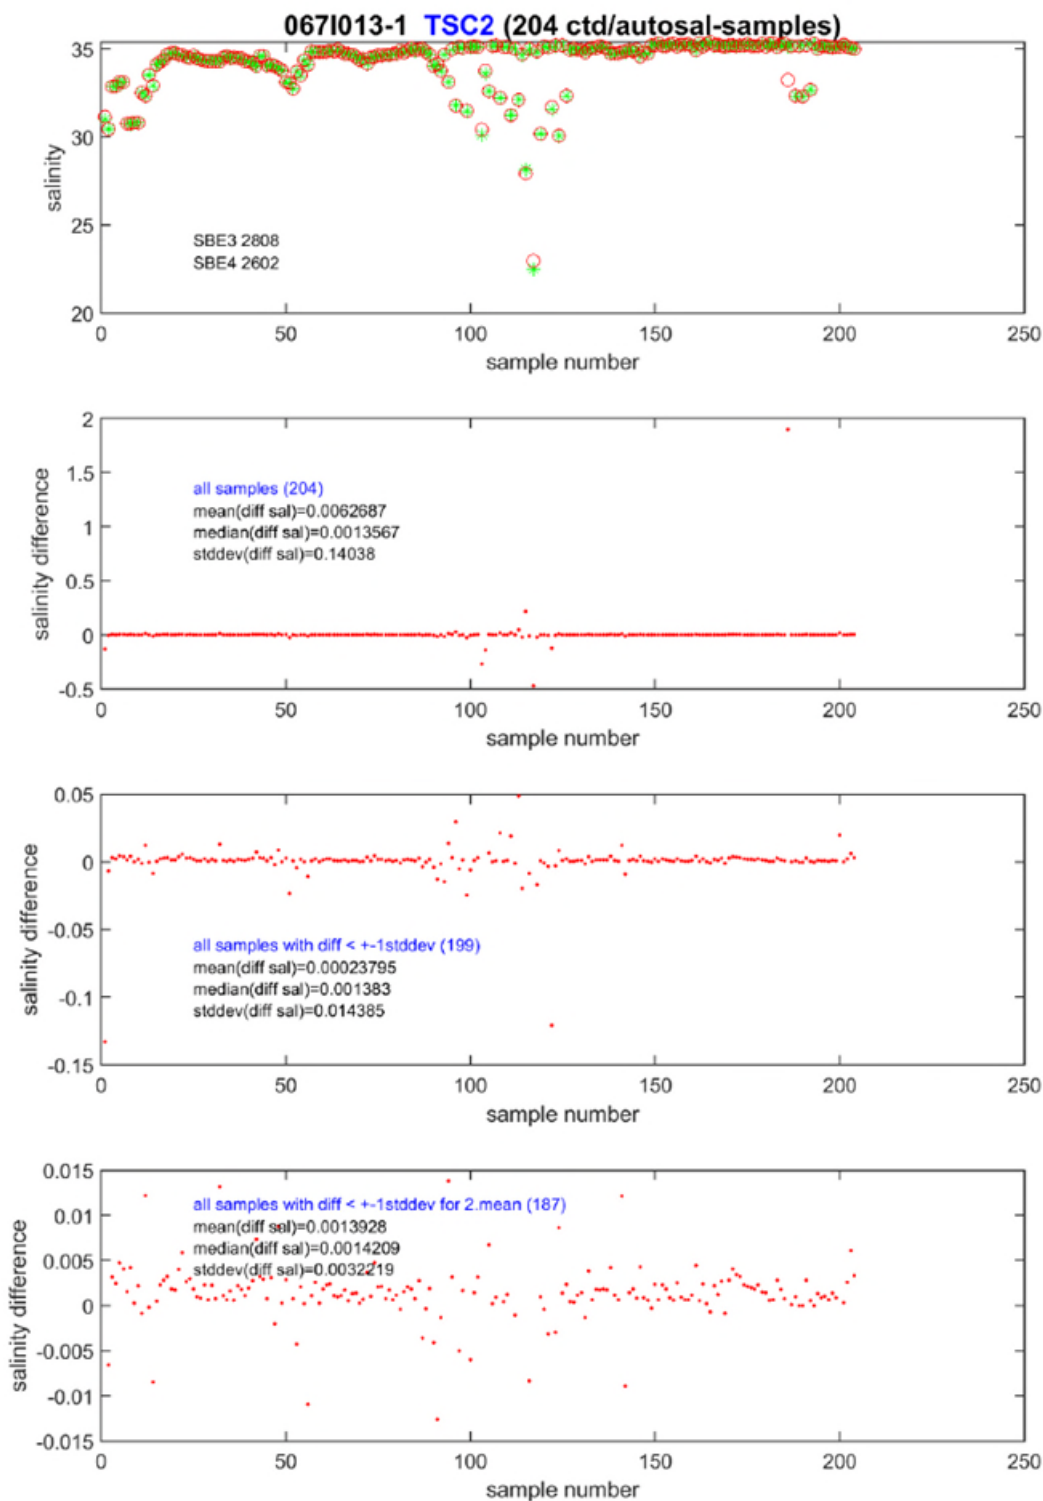 067I013-1 TSC2 (204 ctd/autosal-samples)
35
30
25
20
salinity
SBE3 2808
SBE4 2602
0 50 100 150 200 250
sample number
2
1.5
1
0.5
0
-0.5
salinity difference
all samples (204)
mean(diff sal)=0.0062687
median(diff sal)=0.0013567
stddev(diff sal)=0.14038
0 50 100 150 200 250
sample number
0.05
0
-0.05
-0.1
-0.15
salinity difference
all samples with diff < +-1stddev (199)
mean(diff sal)=0.00023795
median(diff sal)=0.001383
stddev(diff sal)=0.014385
0 50 100 150 200 250
sample number
0.015
0.01
0.005
0
-0.005
-0.01
-0.015
salinity difference
all samples with diff < +-1stddev for 2.mean (187)
mean(diff sal)=0.0013928
median(diff sal)=0.0014209
stddev(diff sal)=0.0032219
0 50 100 150 200 250
sample number